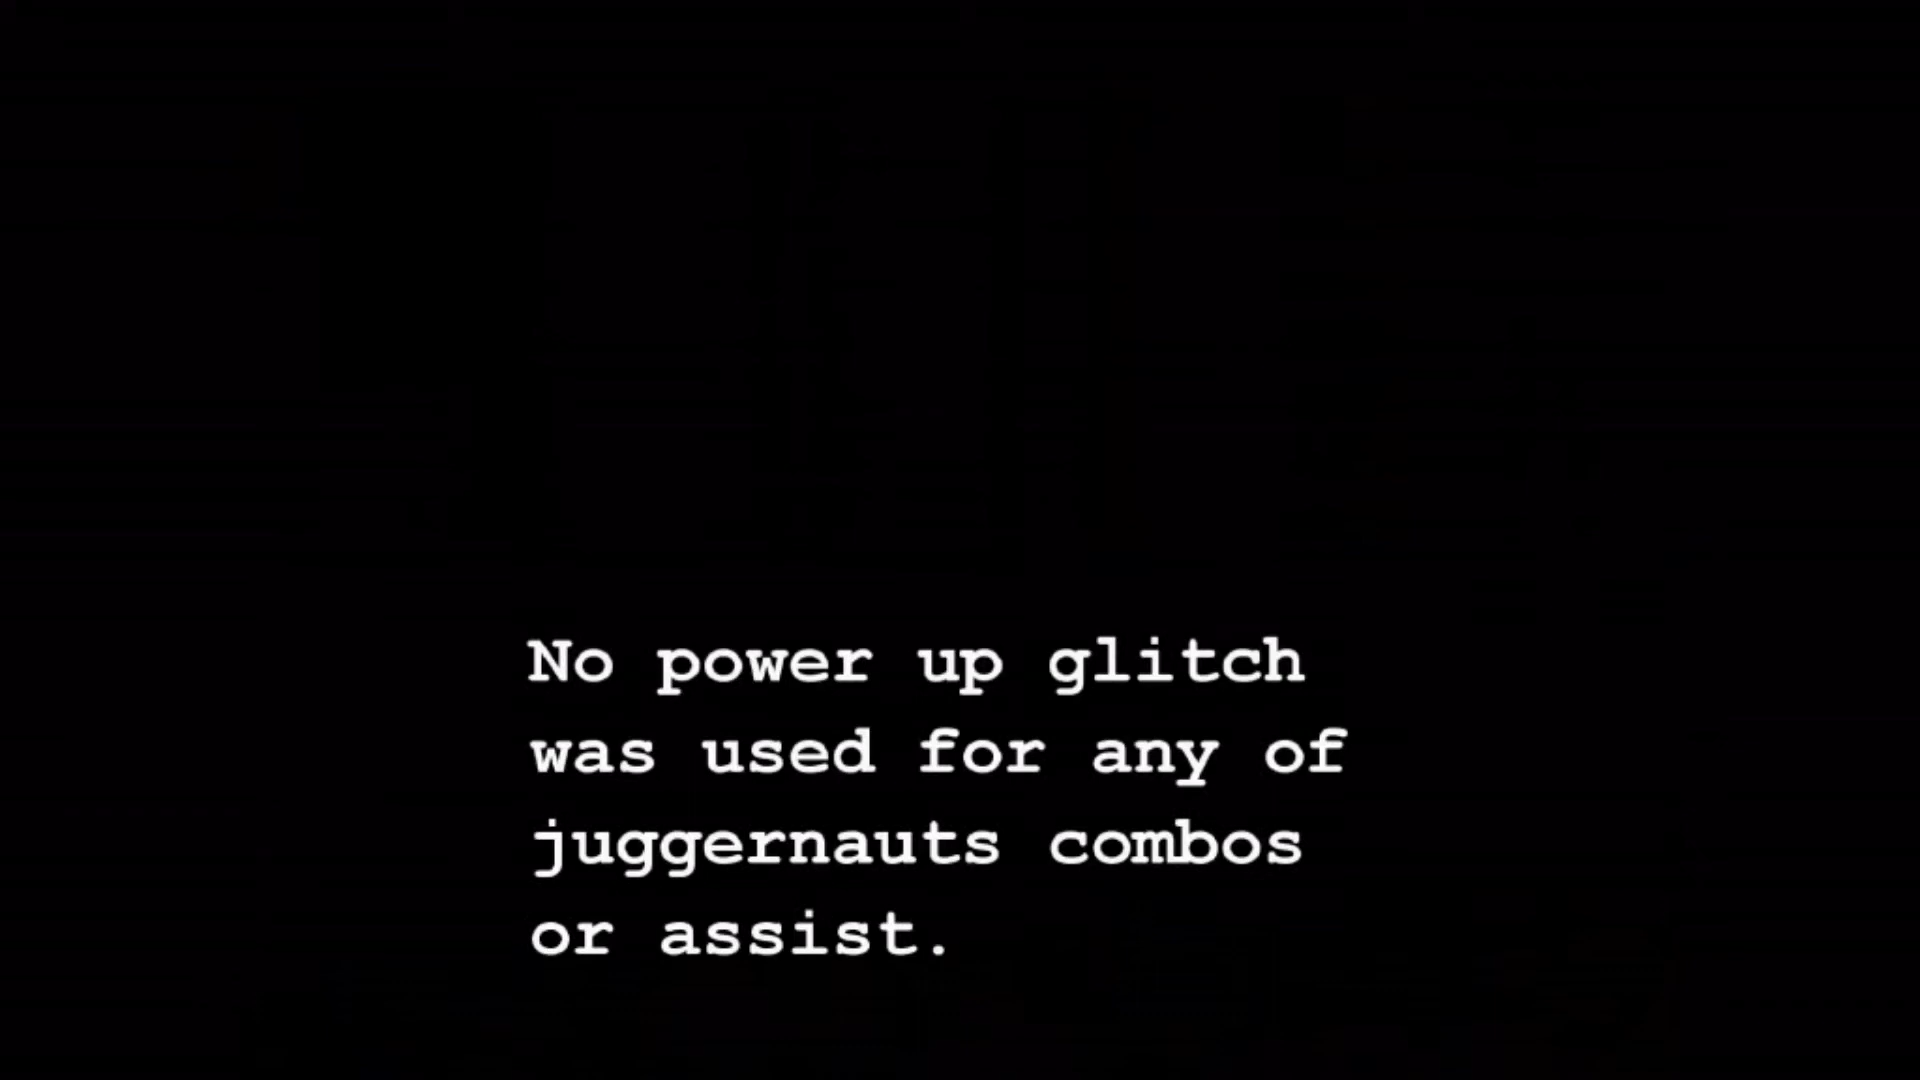 No power up glitch
was used for any of
juggernauts combos
or assist.